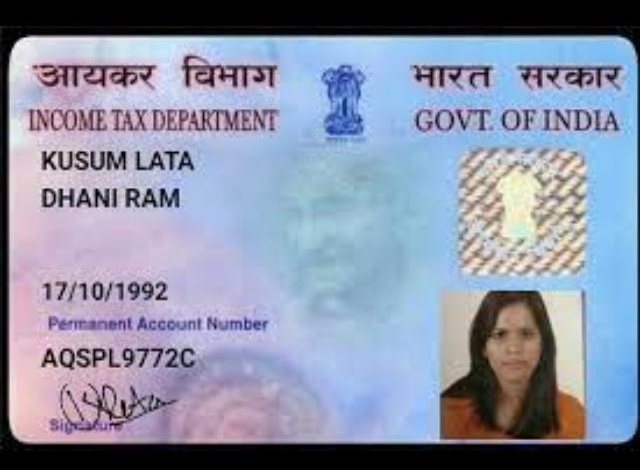 आयकर विभाग
भारत सरकार
INCOME TAX DEPARTMENT
GOVT. OF INDIA
KUSUM LATA
DHANI RAM
17/10/1992
Permanent Account Number
AQSPL9772C
Signature